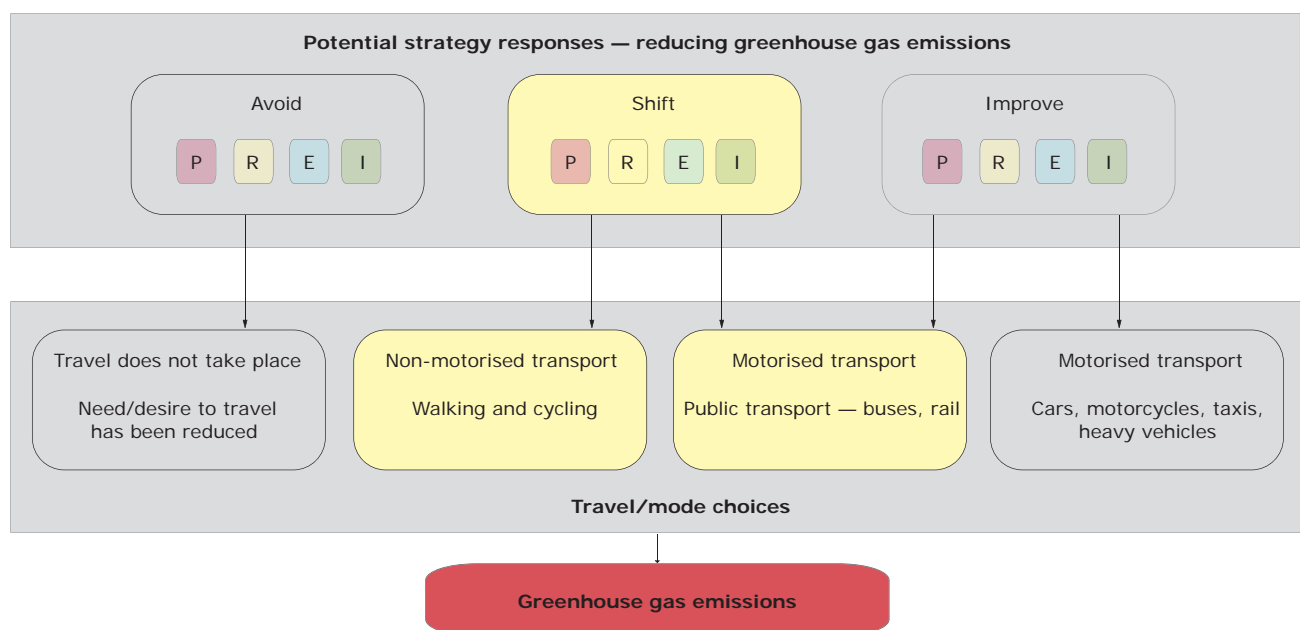 Potential strategy responses — reducing greenhouse gas emissions
Avoid
P R E I
Shift
P R E I
Improve
P R E I
Travel does not take place
Need/desire to travel
has been reduced
Non-motorised transport
Walking and cycling
Motorised transport
Public transport — buses, rail
Motorised transport
Cars, motorcycles, taxis,
heavy vehicles
Travel/mode choices
Greenhouse gas emissions